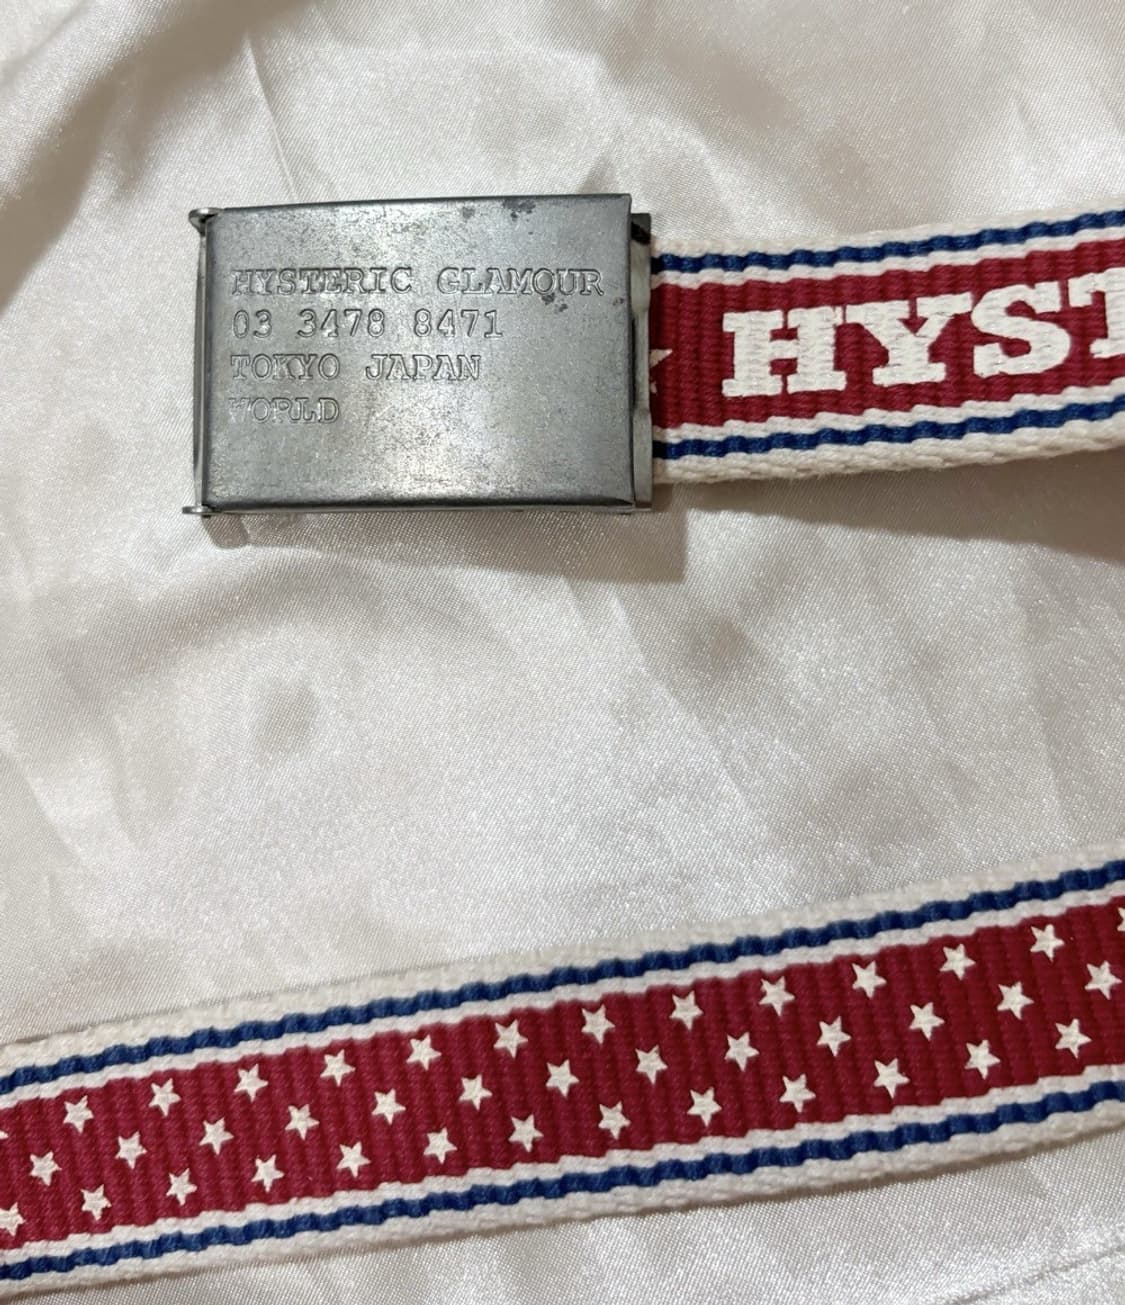 HYSTERIC GLAMOUR
03 3478 8471
TOKYO JAPAN
WORLD
HYST